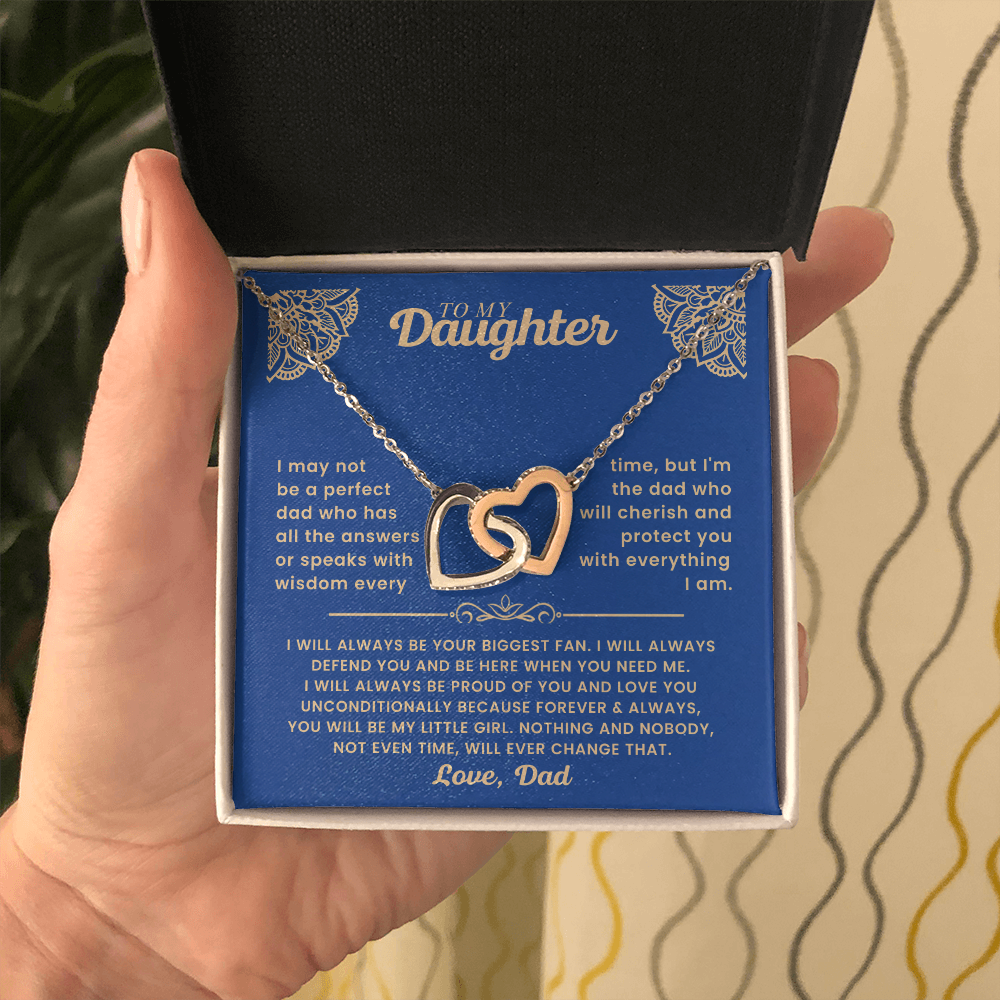 TO MY
Daughter
I may not
be a perfect
dad who has
all the answers
or speaks with
wisdom every
time, but I'm
the dad who
will cherish and
protect you
with everything
I am.
I WILL ALWAYS BE YOUR BIGGEST FAN. I WILL ALWAYS
DEFEND YOU AND BE HERE WHEN YOU NEED ME.
I WILL ALWAYS BE PROUD OF YOU AND LOVE YOU
UNCONDITIONALLY BECAUSE FOREVER & ALWAYS,
YOU WILL BE MY LITTLE GIRL. NOTHING AND NOBODY,
NOT EVEN TIME, WILL EVER CHANGE THAT.
Love, Dad